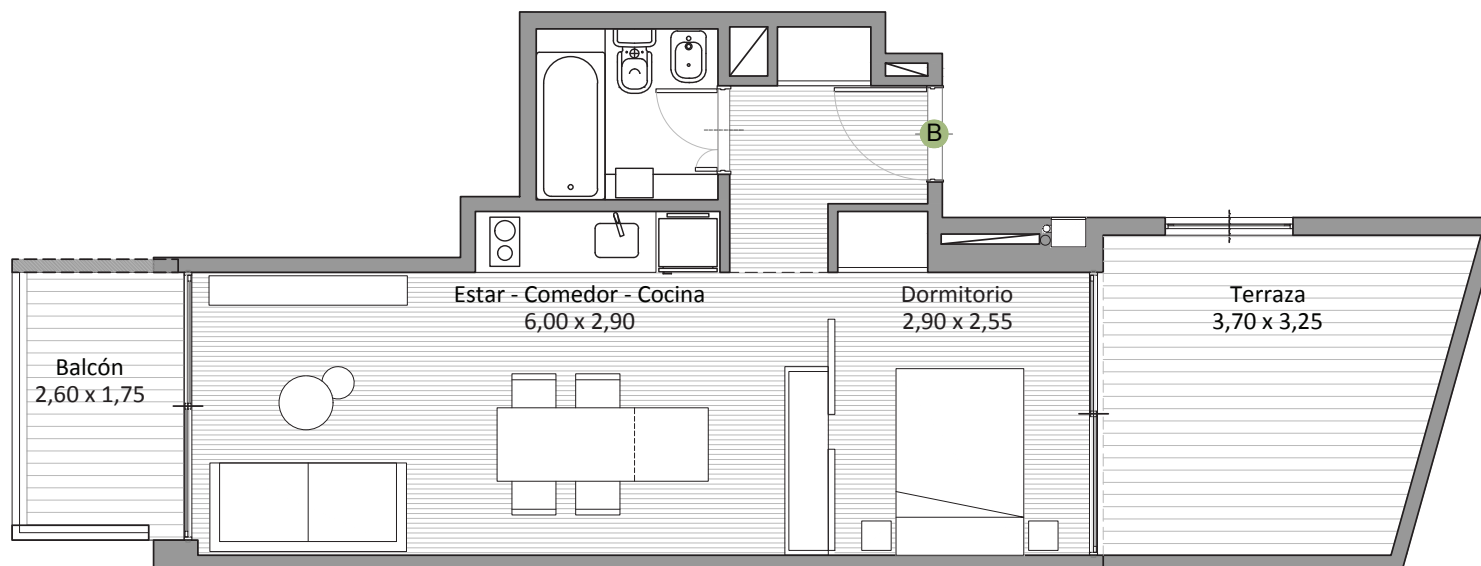 B
Estar - Comedor - Cocina
6,00 x 2,90
Dormitorio
2,90 x 2,55
Terraza
3,70 x 3,25
Balcón
2,60 x 1,75